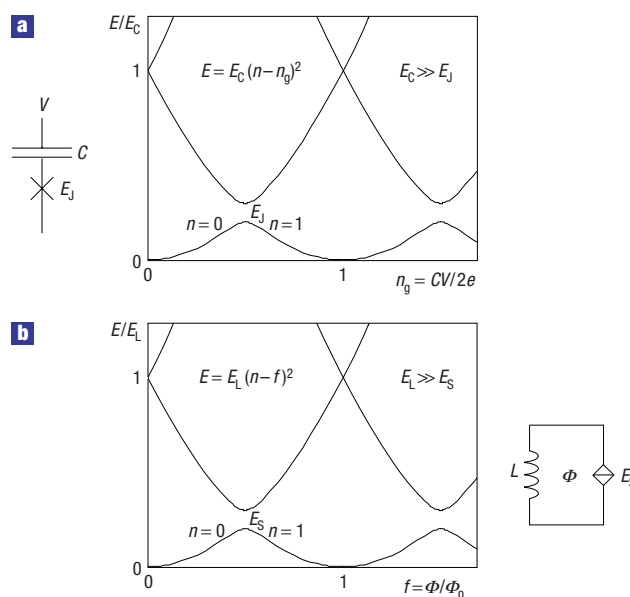 a
E/E_C
1
E = E_C (n – n_g)²
E_C ≫ E_J
V
C
E_J
n = 0
E_J
n = 1
0
0
1
n_g = CV/2e
b
E/E_L
1
E = E_L (n – f)²
E_L ≫ E_S
L
Φ
n = 0
E_S
n = 1
0
0
1
f = Φ/Φ₀